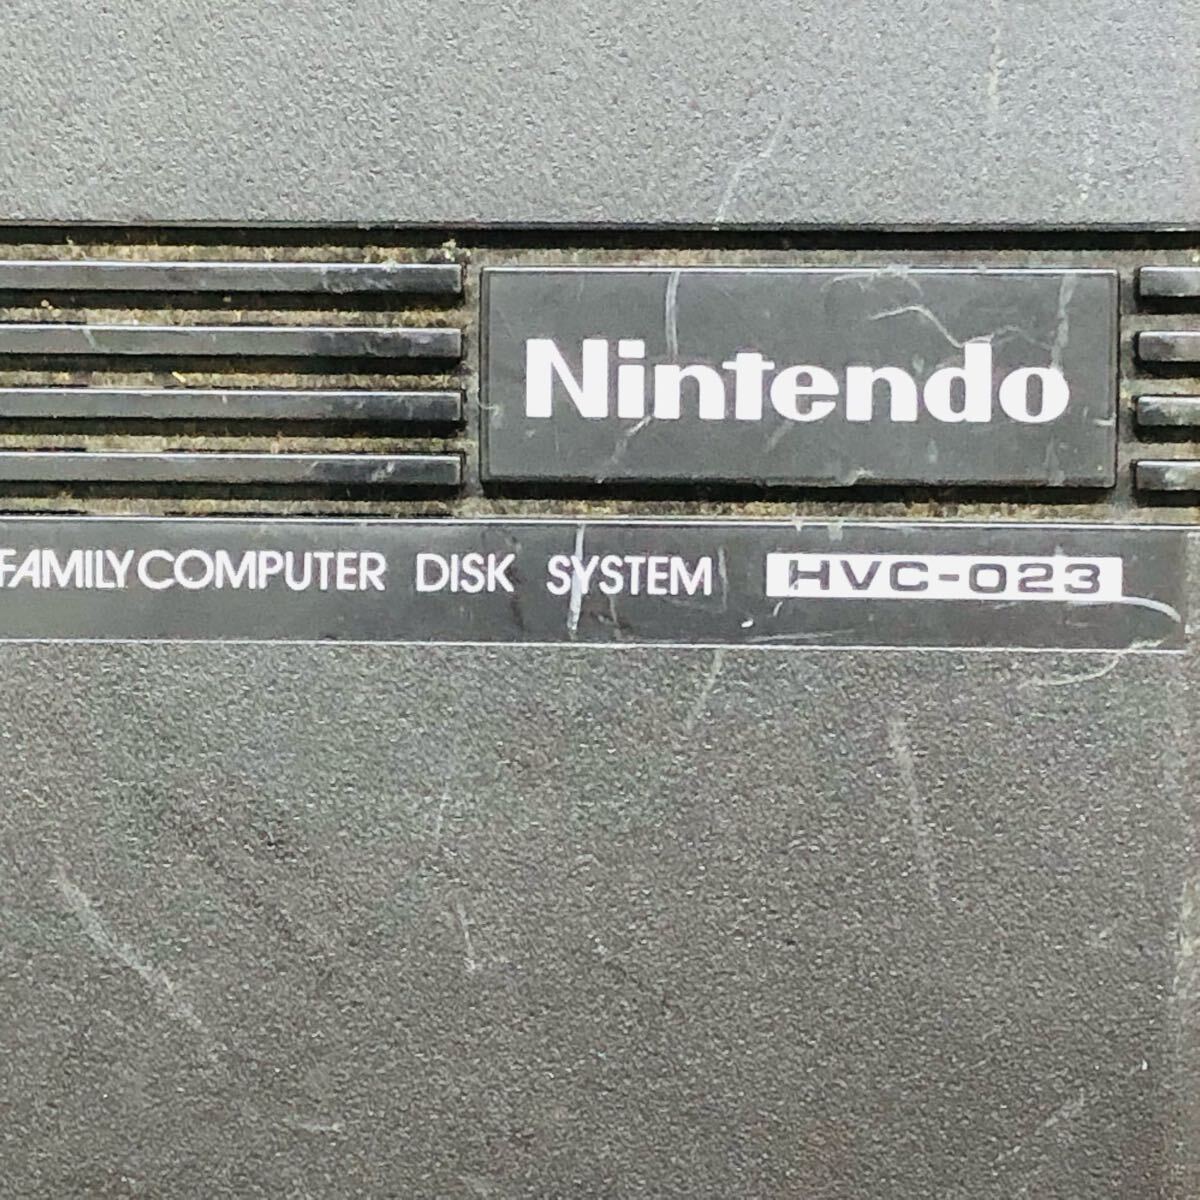 Nintendo
FAMILY COMPUTER DISK SYSTEM HVC-023